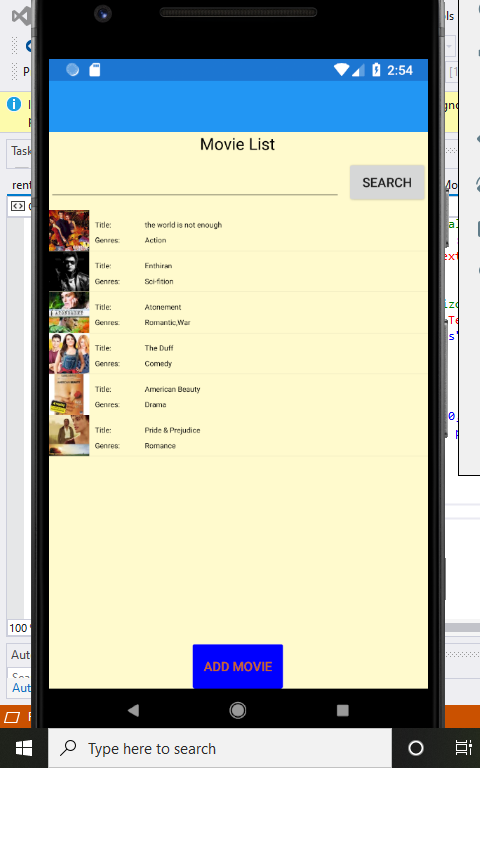 2:54
Movie List
SEARCH
Title: the world is not enough
Genres: Action
Title: Enthiran
Genres: Sci-fition
Title: Atonement
Genres: Romantic,War
Title: The Duff
Genres: Comedy
Title: American Beauty
Genres: Drama
Title: Pride & Prejudice
Genres: Romance
100
ADD MOVIE
Type here to search